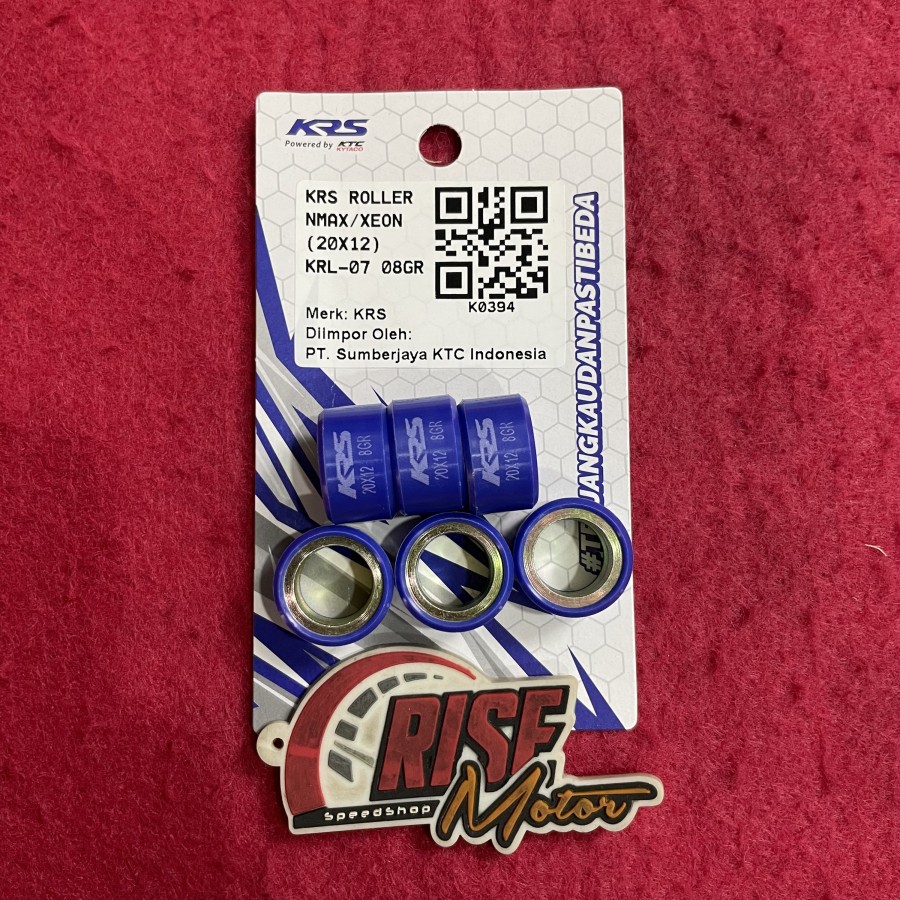 KRS
Powered by KTC
KYTACO
KRS ROLLER
NMAX/XEON
(20X12)
KRL-07 08GR
K0394
Merk: KRS
DiImpor Oleh:
PT. Sumberjaya KTC Indonesia
JANGKAUDANPASTIBEDA
#T
KRS
20X12 8GR
KRS
20X12 8GR
KRS
20X12 8GR
RISE
SpeedShop
Motor